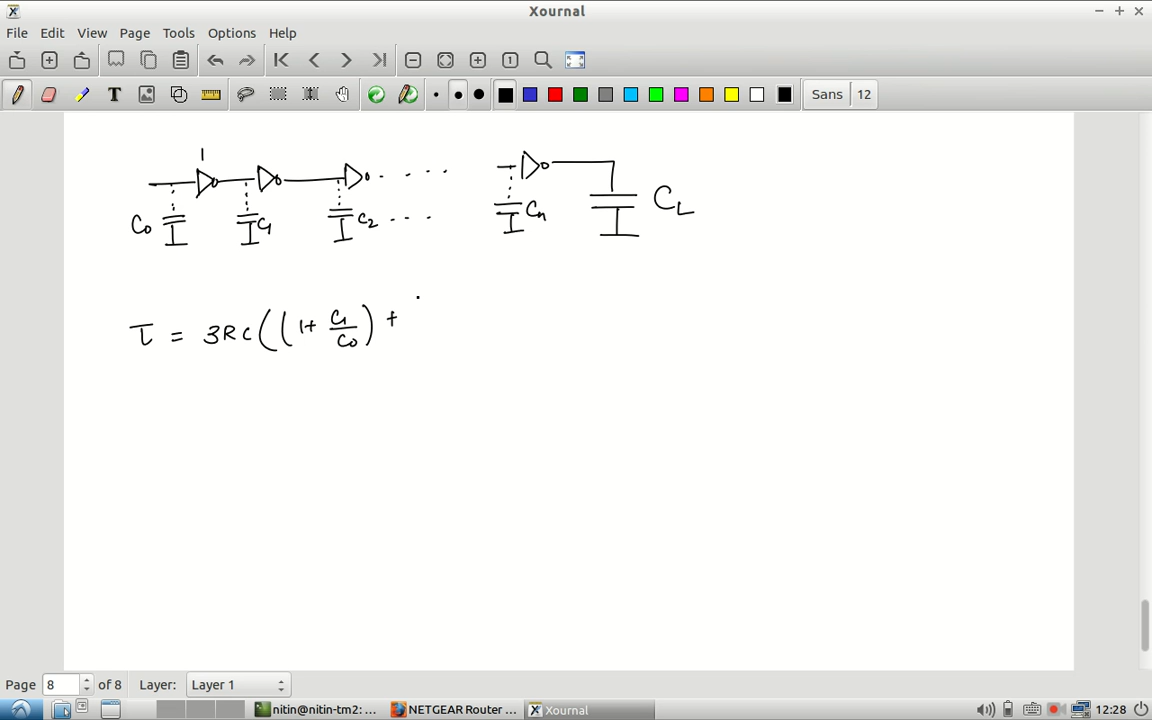 Xournal
File Edit View Page Tools Options Help
T Sans 12
1
C0 C1 C2 .... Cn CL
τ = 3RC((1+ C1/C0) +
Page 8 of 8 Layer: Layer 1
nitin@nitin-tm2: ... NETGEAR Router ... Xournal 12:28